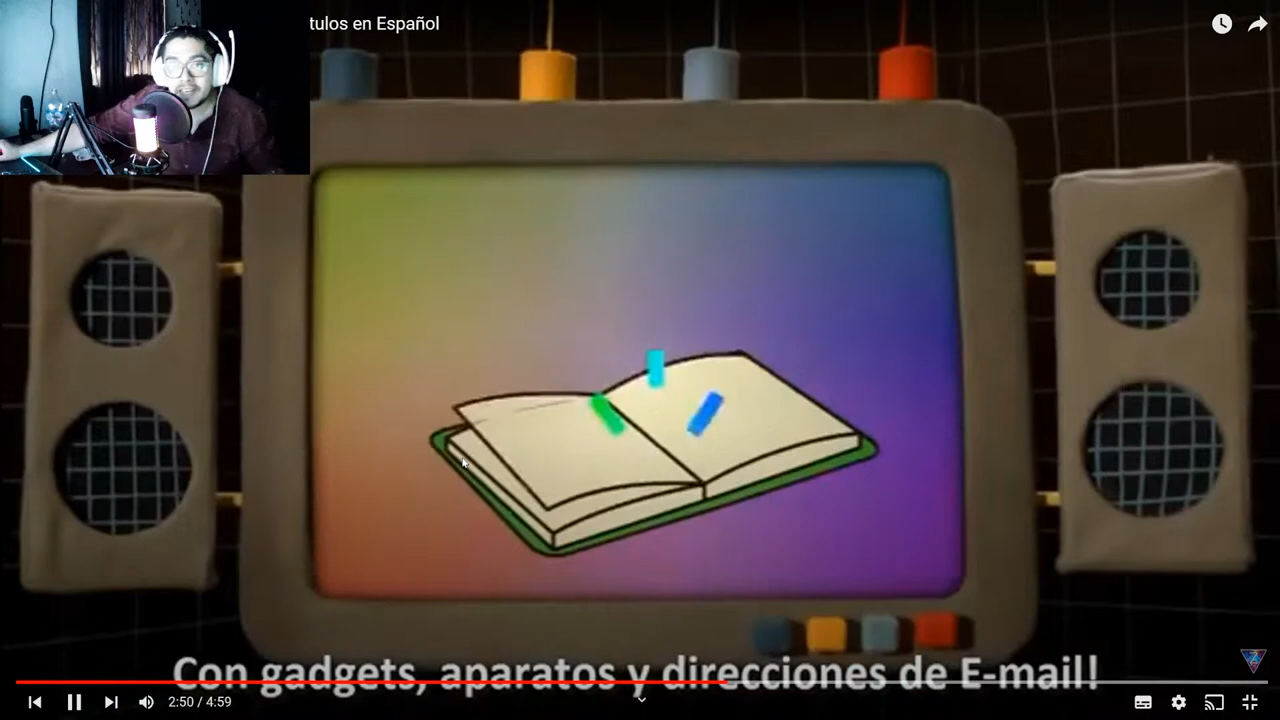 tulos en Español
Con gadgets, aparatos y direcciones de E-mail!
2:50 / 4:59